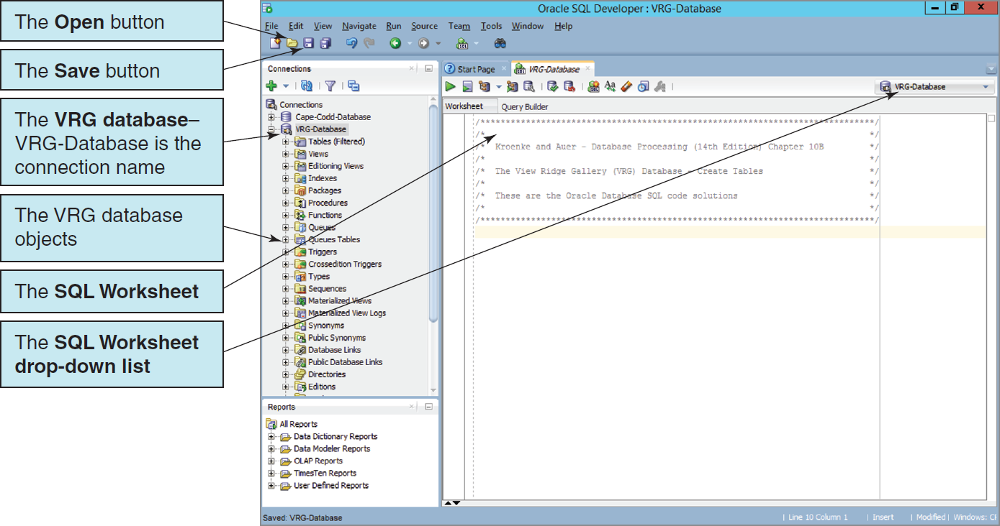 The Open button
The Save button
The VRG database–
VRG-Database is the
connection name
The VRG database
objects
The SQL Worksheet
The SQL Worksheet
drop-down list
Oracle SQL Developer : VRG-Database
File Edit View Navigate Run Source Team Tools Window Help
Connections
Connections
Cape-Codd-Database
VRG-Database
Tables (Filtered)
Views
Editioning Views
Indexes
Packages
Procedures
Functions
Queues
Queues Tables
Triggers
Crossedition Triggers
Types
Sequences
Materialized Views
Materialized View Logs
Synonyms
Public Synonyms
Database Links
Public Database Links
Directories
Editions
Reports
All Reports
Data Dictionary Reports
Data Modeler Reports
OLAP Reports
TimesTen Reports
User Defined Reports
Start Page VRG-Database
VRG-Database
Worksheet Query Builder
/********************************************************************************/
/* */
/* Kroenke and Auer - Database Processing (14th Edition) Chapter 10B */
/* */
/* The View Ridge Gallery (VRG) Database - Create Tables */
/* */
/* These are the Oracle Database SQL code solutions */
/* */
/********************************************************************************/
Saved: VRG-Database
| Line 10 Column 1 | Insert | Modified | Windows: